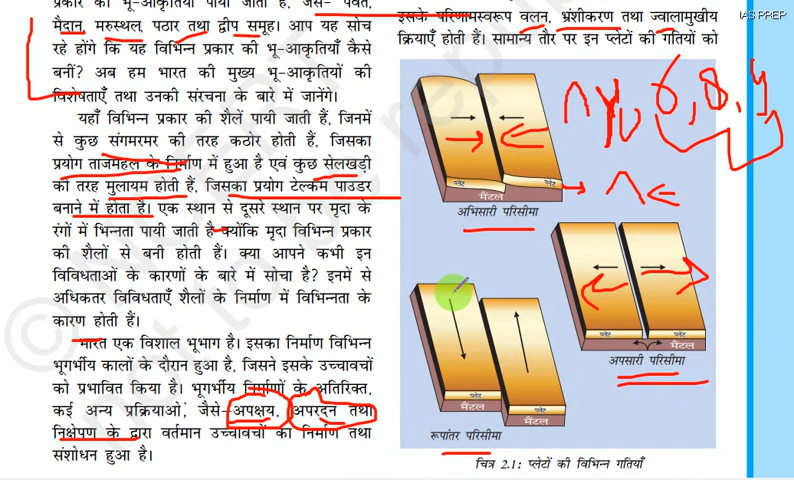 प्रकार की भू-आकृतियाँ पायी जाती हैं, जैसे- पर्वत,
मैदान, मरुस्थल, पठार तथा द्वीप समूह। आप यह सोच
रहे होंगे कि यह विभिन्न प्रकार की भू-आकृतियाँ कैसे
बनीं? अब हम भारत की मुख्य भू-आकृतियों की
विशेषताएँ तथा उनकी संरचना के बारे में जानेंगे।
यहाँ विभिन्न प्रकार की शैलें पायी जाती हैं, जिनमें
से कुछ संगमरमर की तरह कठोर होती हैं, जिसका
प्रयोग ताजमहल के निर्माण में हुआ है एवं कुछ सेलखड़ी
की तरह मुलायम होती हैं, जिसका प्रयोग टेल्कम पाउडर
बनाने में होता है। एक स्थान से दूसरे स्थान पर मृदा के
रंगों में भिन्नता पायी जाती है क्योंकि मृदा विभिन्न प्रकार
की शैलों से बनी होती हैं। क्या आपने कभी इन
विविधताओं के कारणों के बारे में सोचा है? इनमें से
अधिकतर विविधताएँ शैलों के निर्माण में विभिन्नता के
कारण होती हैं।
भारत एक विशाल भूभाग है। इसका निर्माण विभिन्न
भूगर्भीय कालों के दौरान हुआ है, जिसने इसके उच्चावचों
को प्रभावित किया है। भूगर्भीय निर्माणों के अतिरिक्त,
कई अन्य प्रक्रियाओं, जैसे- अपक्षय, अपरदन तथा
निक्षेपण के द्वारा वर्तमान उच्चावचों का निर्माण तथा
संशोधन हुआ है।
इसके परिणामस्वरूप वलन, भ्रंशीकरण तथा ज्वालामुखीय
क्रियाएँ होती हैं। सामान्य तौर पर इन प्लेटों की गतियों को
IAS PREP
6, 8, 9
प्लेट
प्लेट
मैंटल
अभिसारी परिसीमा
प्लेट
प्लेट
मैंटल
अपसारी परिसीमा
प्लेट
मैंटल
प्लेट
मैंटल
रूपांतर परिसीमा
चित्र 2.1: प्लेटों की विभिन्न गतियाँ